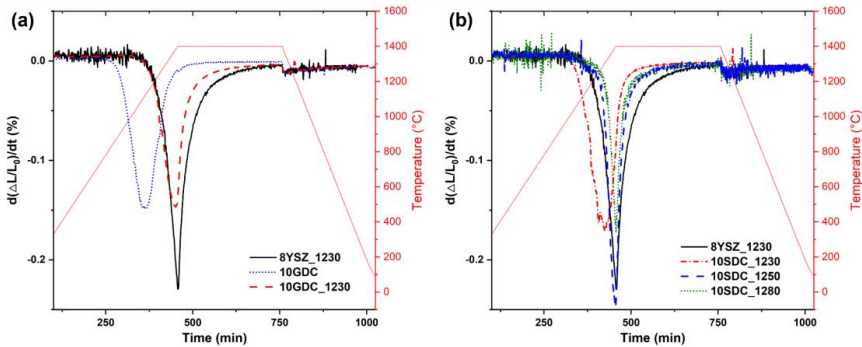 (a)
0.0
-0.1
-0.2
d(△L/L₀)/dt (%)
250
500
750
1000
Time (min)
1600
1400
1200
1000
800
600
400
200
0
Temperature (°C)
8YSZ_1230
10GDC
10GDC_1230
(b)
0.0
-0.1
-0.2
d(△L/L₀)/dt (%)
250
500
750
1000
Time (min)
1600
1400
1200
1000
800
600
400
200
0
Temperature (°C)
8YSZ_1230
10SDC_1230
10SDC_1250
10SDC_1280